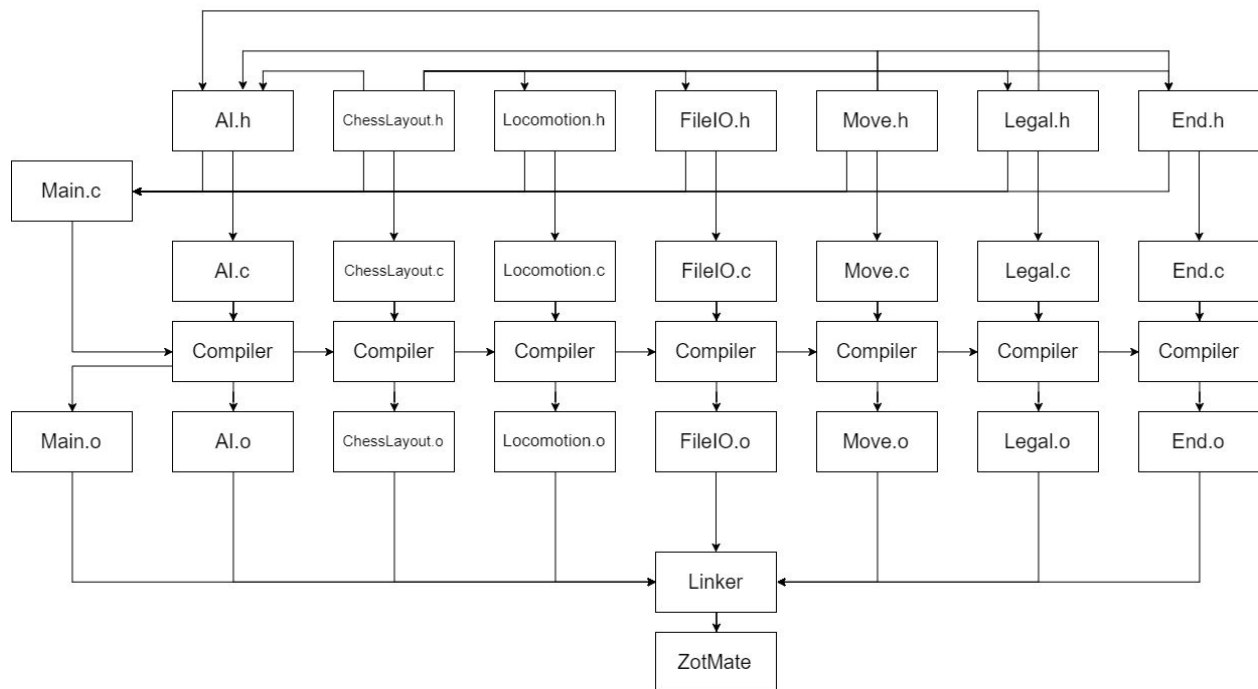 AI.h
ChessLayout.h
Locomotion.h
FileIO.h
Move.h
Legal.h
End.h
Main.c
AI.c
ChessLayout.c
Locomotion.c
FileIO.c
Move.c
Legal.c
End.c
Compiler
Compiler
Compiler
Compiler
Compiler
Compiler
Compiler
Main.o
AI.o
ChessLayout.o
Locomotion.o
FileIO.o
Move.o
Legal.o
End.o
Linker
ZotMate